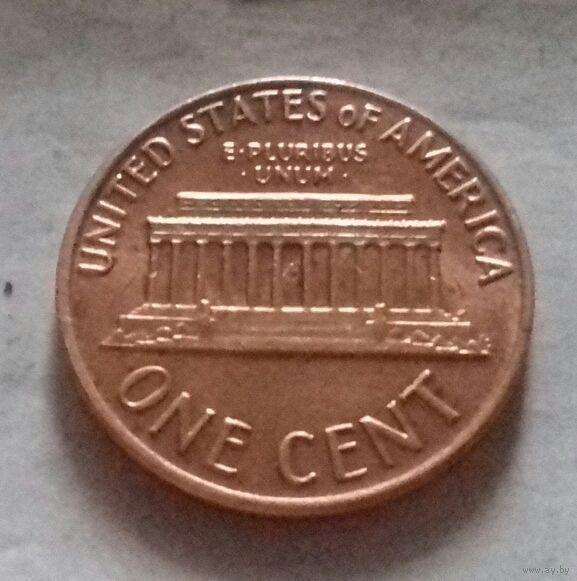 UNITED STATES oF AMERICA
E·PLURIBUS
·UNUM·
ONE CENT
www.ay.by